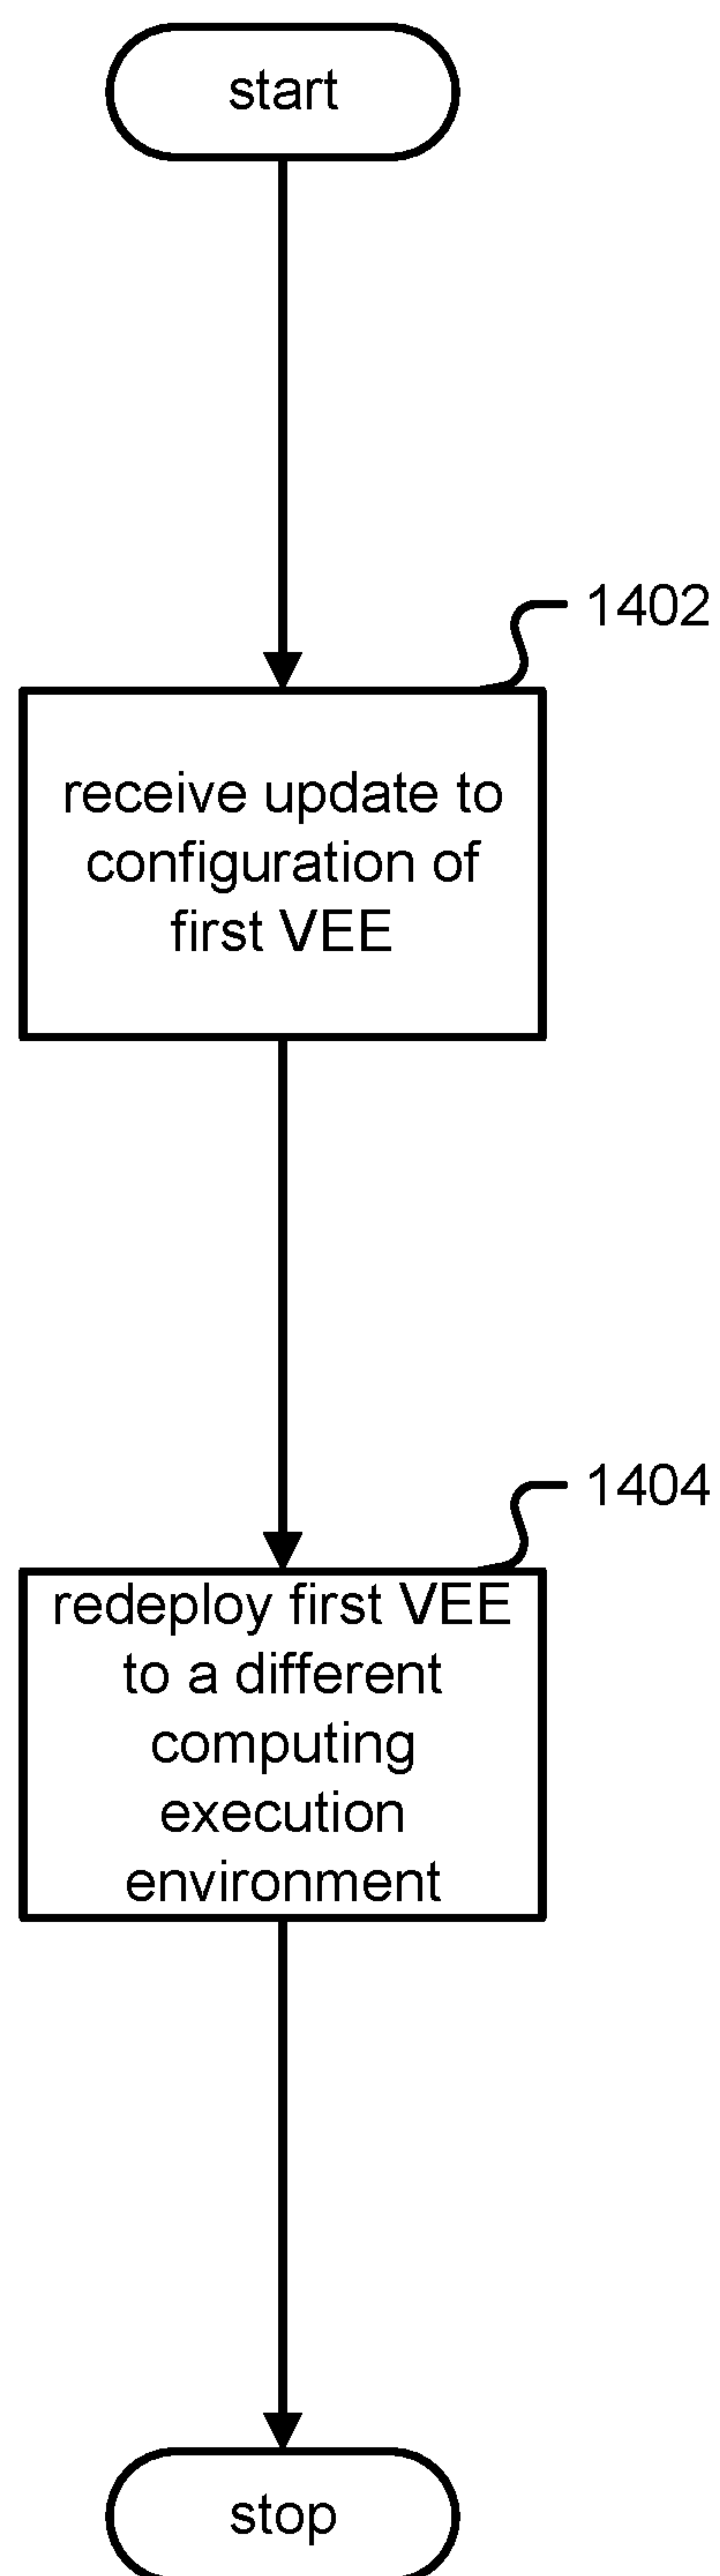 start
1402
receive update to
configuration of
first VEE
1404
redeploy first VEE
to a different
computing
execution
environment
stop